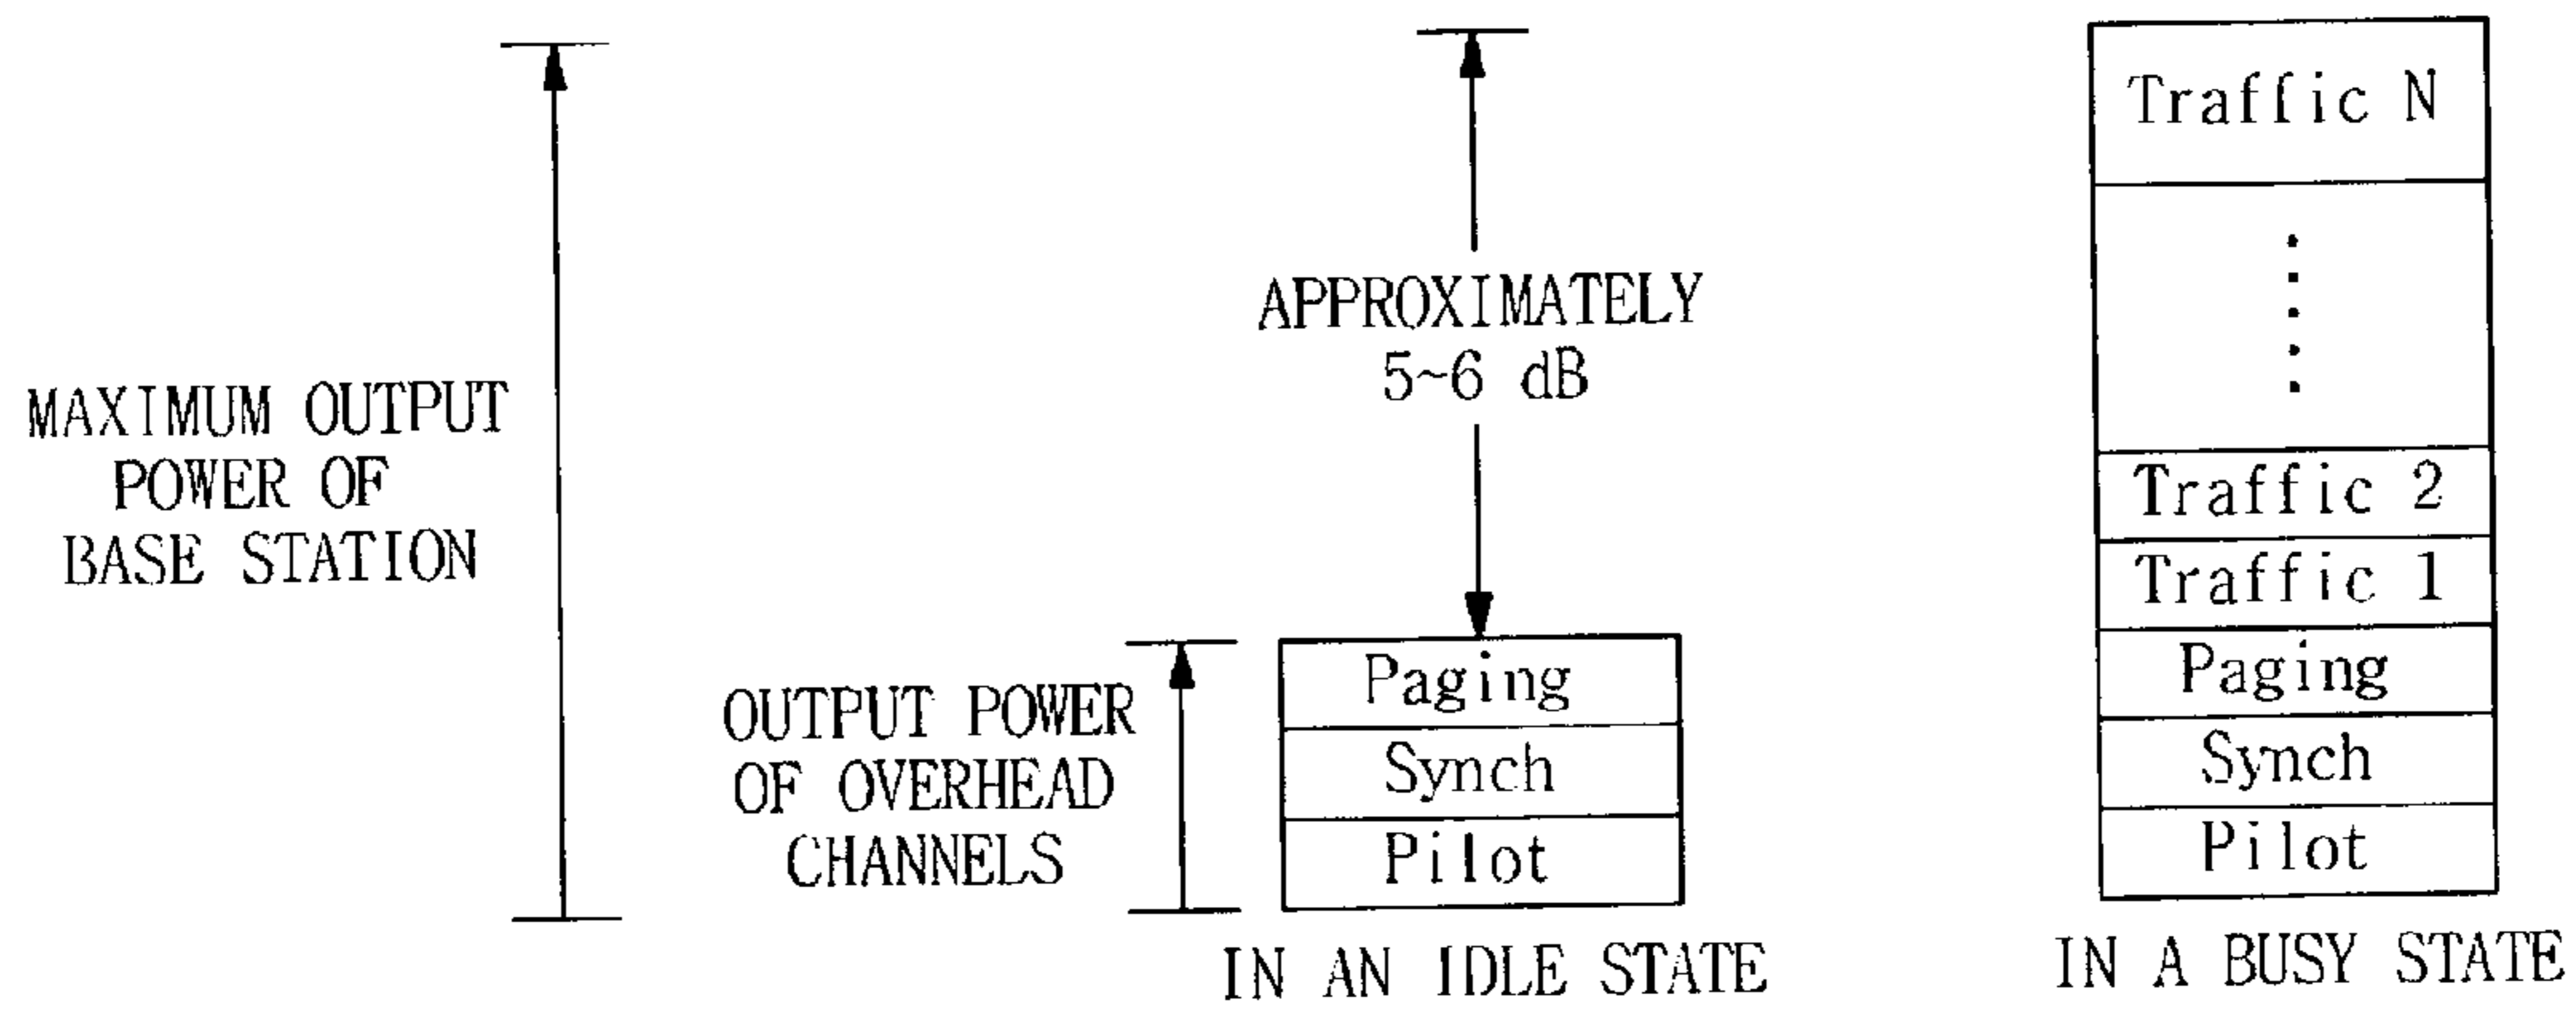 MAXIMUM OUTPUT
POWER OF
BASE STATION
OUTPUT POWER
OF OVERHEAD
CHANNELS
APPROXIMATELY
5~6 dB
Paging
Synch
Pilot
IN AN IDLE STATE
Traffic N
Traffic 2
Traffic 1
Paging
Synch
Pilot
IN A BUSY STATE